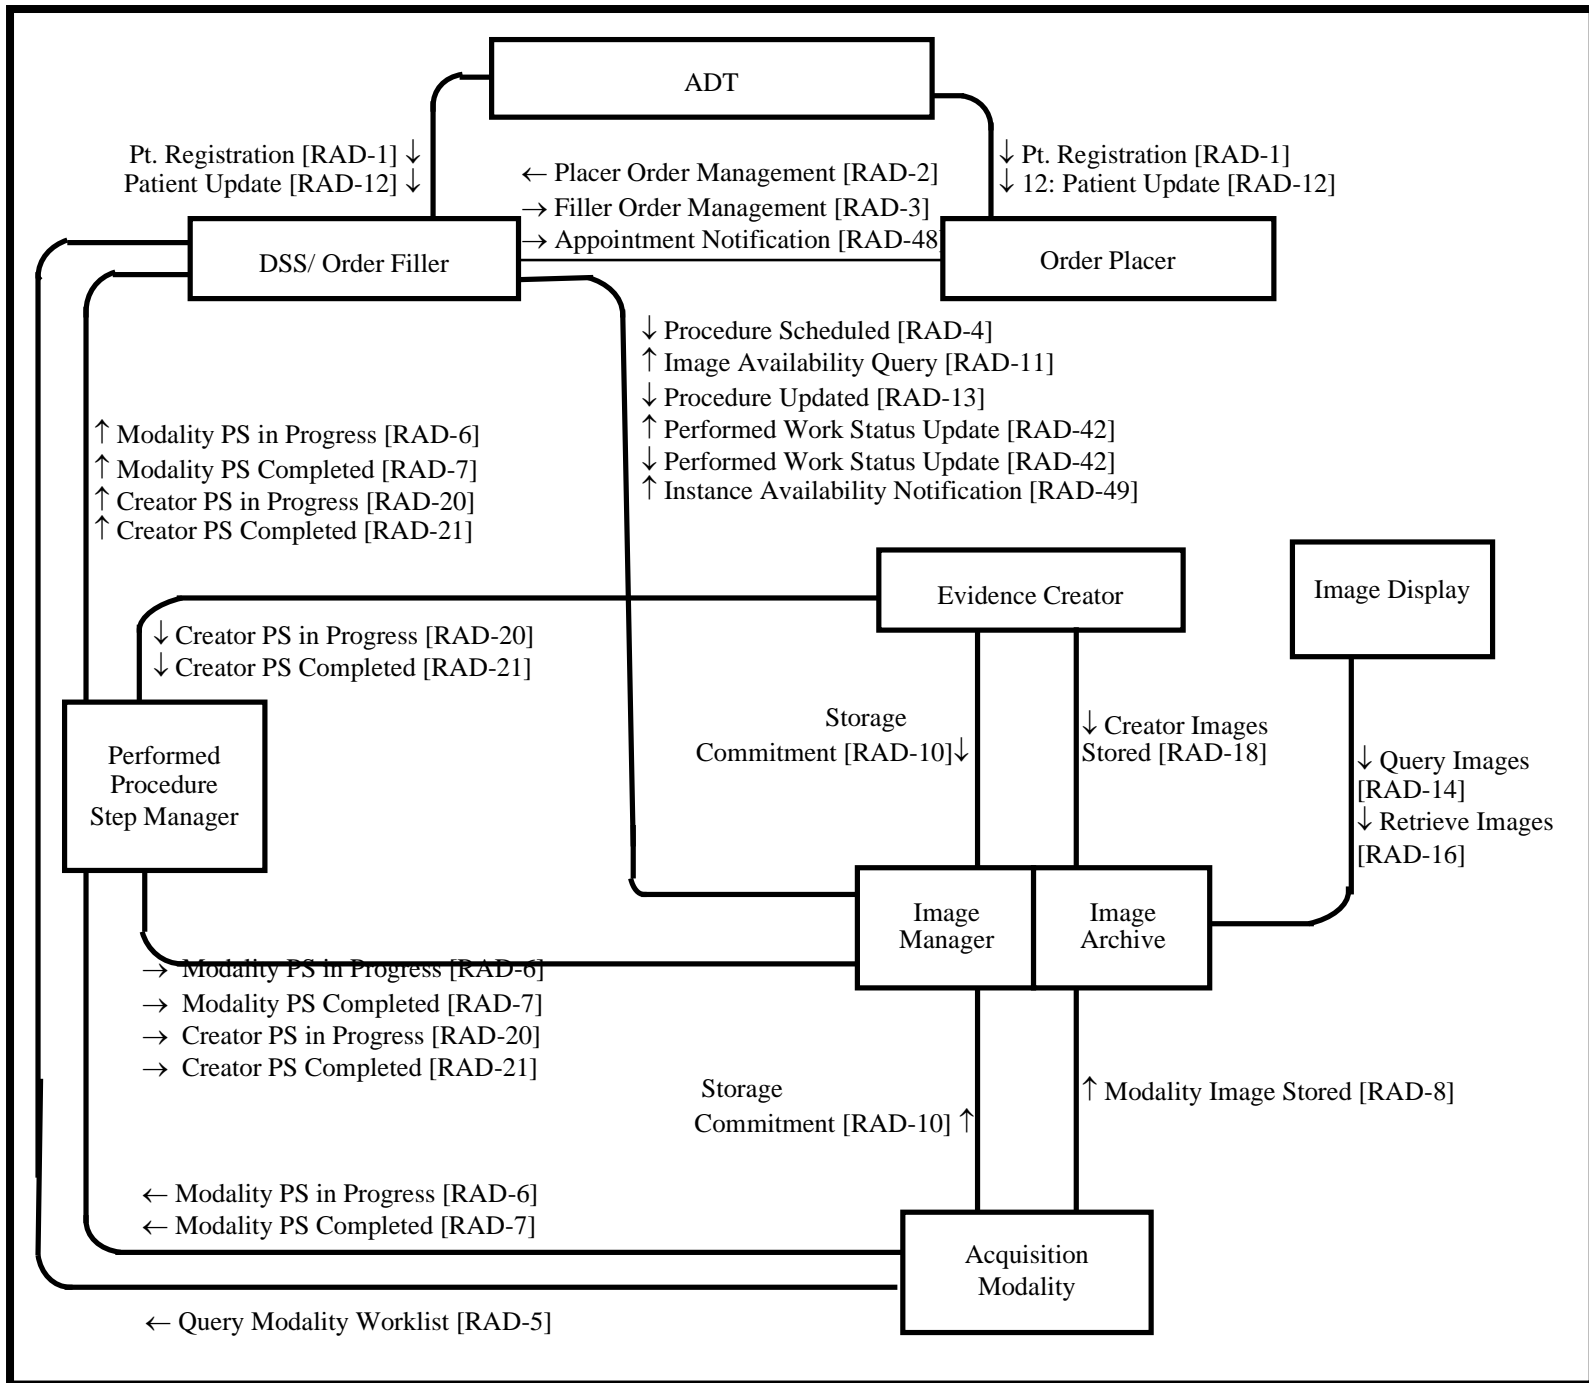 ADT
Pt. Registration [RAD-1] ↓
Patient Update [RAD-12] ↓
← Placer Order Management [RAD-2]
→ Filler Order Management [RAD-3]
→ Appointment Notification [RAD-48]
↓ Pt. Registration [RAD-1]
↓ 12: Patient Update [RAD-12]
DSS/ Order Filler
Order Placer
↓ Procedure Scheduled [RAD-4]
↑ Image Availability Query [RAD-11]
↓ Procedure Updated [RAD-13]
↑ Performed Work Status Update [RAD-42]
↓ Performed Work Status Update [RAD-42]
↑ Instance Availability Notification [RAD-49]
↑ Modality PS in Progress [RAD-6]
↑ Modality PS Completed [RAD-7]
↑ Creator PS in Progress [RAD-20]
↑ Creator PS Completed [RAD-21]
Evidence Creator
Image Display
↓ Creator PS in Progress [RAD-20]
↓ Creator PS Completed [RAD-21]
Storage
Commitment [RAD-10]↓
↓ Creator Images
Stored [RAD-18]
↓ Query Images
[RAD-14]
↓ Retrieve Images
[RAD-16]
Performed
Procedure
Step Manager
Image
Manager
Image
Archive
→ Modality PS in Progress [RAD-6]
→ Modality PS Completed [RAD-7]
→ Creator PS in Progress [RAD-20]
→ Creator PS Completed [RAD-21]
Storage
Commitment [RAD-10] ↑
↑ Modality Image Stored [RAD-8]
← Modality PS in Progress [RAD-6]
← Modality PS Completed [RAD-7]
Acquisition
Modality
← Query Modality Worklist [RAD-5]